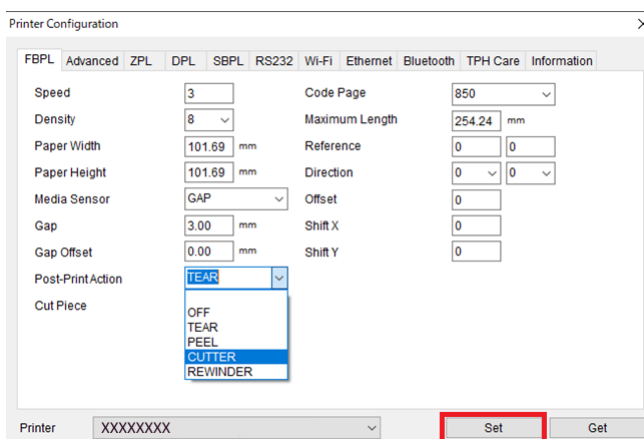 Printer Configuration
FBPL Advanced ZPL DPL SBPL RS232 Wi-Fi Ethernet Bluetooth TPH Care Information
Speed 3 Code Page 850
Density 8 Maximum Length 254.24 mm
Paper Width 101.69 mm Reference 0 0
Paper Height 101.69 mm Direction 0 0
Media Sensor GAP Offset 0
Gap 3.00 mm Shift X 0
Gap Offset 0.00 mm Shift Y 0
Post-Print Action TEAR
Cut Piece
OFF
TEAR
PEEL
CUTTER
REWINDER
Printer XXXXXXXX Set Get